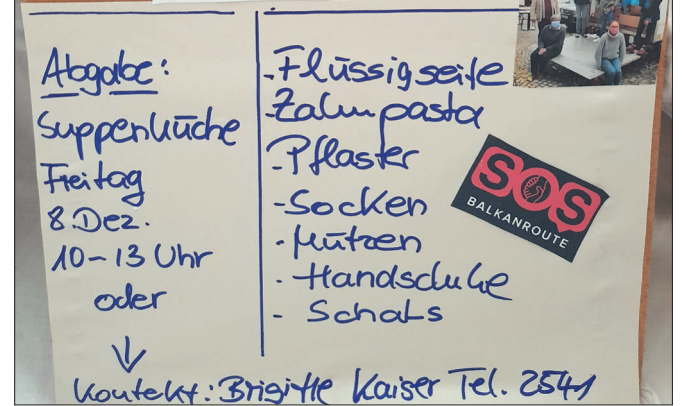 Abgabe:
Suppenküche
Freitag
8. Dez.
10-13 Uhr
oder
- Flüssigseife
- Zahnpasta
- Pflaster
- Socken
- Mützen
- Handschuhe
- Schals
SOS
BALKANROUTE
Kontakt: Brigitte Kaiser Tel. 2541